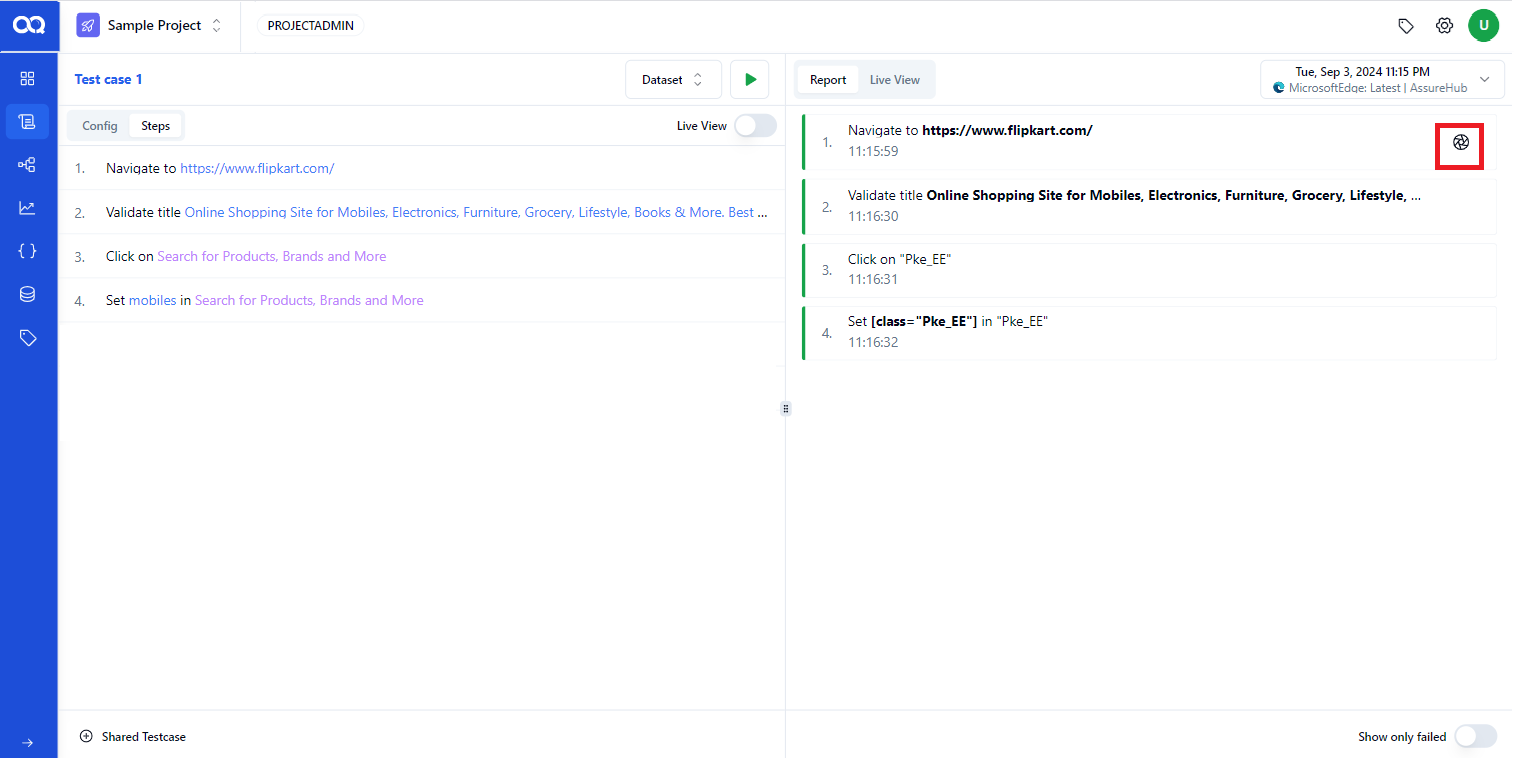 Sample Project
PROJECTADMIN
U
Test case 1
Dataset
Report
Live View
Tue, Sep 3, 2024 11:15 PM
MicrosoftEdge: Latest | AssureHub
Config
Steps
Live View
1. Navigate to https://www.flipkart.com/
2. Validate title Online Shopping Site for Mobiles, Electronics, Furniture, Grocery, Lifestyle, Books & More. Best ...
3. Click on Search for Products, Brands and More
4. Set mobiles in Search for Products, Brands and More
1. Navigate to https://www.flipkart.com/
11:15:59
2. Validate title Online Shopping Site for Mobiles, Electronics, Furniture, Grocery, Lifestyle, ...
11:16:30
3. Click on "Pke_EE"
11:16:31
4. Set [class="Pke_EE"] in "Pke_EE"
11:16:32
Shared Testcase
Show only failed